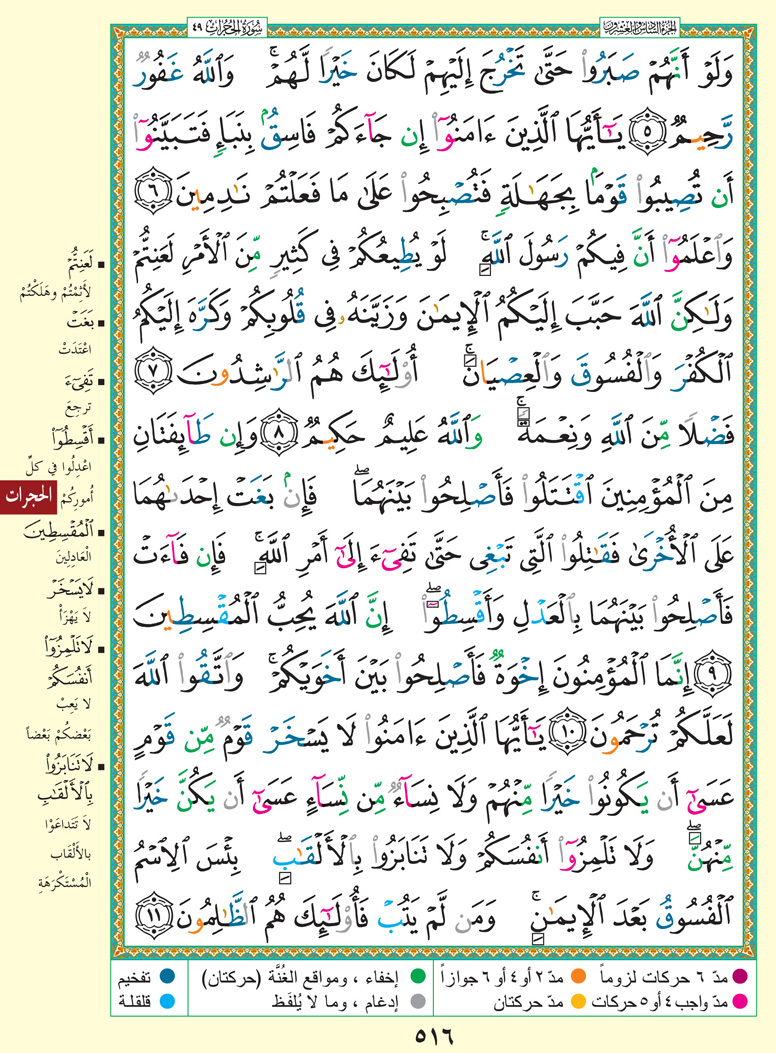 سُورَةُ الحُجُرَاتِ ٤٩
الجزء السادس والعشرون
وَلَوۡ أَنَّهُمۡ صَبَرُواْ حَتَّىٰ تَخۡرُجَ إِلَيۡهِمۡ لَكَانَ خَيۡرٗا لَّهُمۡۚ وَٱللَّهُ غَفُورٞ
رَّحِيمٞ ٥ يَٰٓأَيُّهَا ٱلَّذِينَ ءَامَنُوٓاْ إِن جَآءَكُمۡ فَاسِقُۢ بِنَبَإٖ فَتَبَيَّنُوٓاْ
أَن تُصِيبُواْ قَوۡمَۢا بِجَهَٰلَةٖ فَتُصۡبِحُواْ عَلَىٰ مَا فَعَلۡتُمۡ نَٰدِمِينَ ٦
وَٱعۡلَمُوٓاْ أَنَّ فِيكُمۡ رَسُولَ ٱللَّهِۚ لَوۡ يُطِيعُكُمۡ فِي كَثِيرٖ مِّنَ ٱلۡأَمۡرِ لَعَنِتُّمۡ
وَلَٰكِنَّ ٱللَّهَ حَبَّبَ إِلَيۡكُمُ ٱلۡإِيمَٰنَ وَزَيَّنَهُۥ فِي قُلُوبِكُمۡ وَكَرَّهَ إِلَيۡكُمُ
ٱلۡكُفۡرَ وَٱلۡفُسُوقَ وَٱلۡعِصۡيَانَۚ أُوْلَٰٓئِكَ هُمُ ٱلرَّٰشِدُونَ ٧
فَضۡلٗا مِّنَ ٱللَّهِ وَنِعۡمَةٗۚ وَٱللَّهُ عَلِيمٌ حَكِيمٞ ٨ وَإِن طَآئِفَتَانِ
مِنَ ٱلۡمُؤۡمِنِينَ ٱقۡتَتَلُواْ فَأَصۡلِحُواْ بَيۡنَهُمَاۖ فَإِنۢ بَغَتۡ إِحۡدَىٰهُمَا
عَلَى ٱلۡأُخۡرَىٰ فَقَٰتِلُواْ ٱلَّتِي تَبۡغِي حَتَّىٰ تَفِيٓءَ إِلَىٰٓ أَمۡرِ ٱللَّهِۚ فَإِن فَآءَتۡ
فَأَصۡلِحُواْ بَيۡنَهُمَا بِٱلۡعَدۡلِ وَأَقۡسِطُوٓاْۖ إِنَّ ٱللَّهَ يُحِبُّ ٱلۡمُقۡسِطِينَ
٩ إِنَّمَا ٱلۡمُؤۡمِنُونَ إِخۡوَةٞ فَأَصۡلِحُواْ بَيۡنَ أَخَوَيۡكُمۡۚ وَٱتَّقُواْ ٱللَّهَ
لَعَلَّكُمۡ تُرۡحَمُونَ ١٠ يَٰٓأَيُّهَا ٱلَّذِينَ ءَامَنُواْ لَا يَسۡخَرۡ قَوۡمٞ مِّن قَوۡمٍ
عَسَىٰٓ أَن يَكُونُواْ خَيۡرٗا مِّنۡهُمۡ وَلَا نِسَآءٞ مِّن نِّسَآءٍ عَسَىٰٓ أَن يَكُنَّ خَيۡرٗا
مِّنۡهُنَّۖ وَلَا تَلۡمِزُوٓاْ أَنفُسَكُمۡ وَلَا تَنَابَزُواْ بِٱلۡأَلۡقَٰبِۖ بِئۡسَ ٱلِٱسۡمُ
ٱلۡفُسُوقُ بَعۡدَ ٱلۡإِيمَٰنِۚ وَمَن لَّمۡ يَتُبۡ فَأُوْلَٰٓئِكَ هُمُ ٱلظَّٰلِمُونَ ١١
■ لَعَنِتُّمۡ
لأَثِمْتُمْ وهَلَكْتُمْ
■ بَغَتۡ
اعْتَدَتْ
■ تَفِيٓءَ
ترجعَ
■ أَقۡسِطُوٓاْ
اعْدِلُوا في كلِّ
أُمورِكُمْ
الحجرات
■ ٱلۡمُقۡسِطِينَ
العَادِلِينَ
■ لَا يَسۡخَرۡ
لا يَهْزَأْ
■ لَا تَلۡمِزُوٓاْ
أَنفُسَكُمۡ
لا يَعِبْ
بَعْضُكُمْ بَعْضاً
■ لَا تَنَابَزُواْ
بِٱلۡأَلۡقَٰبِ
لا تَتَداعَوْا
بالأَلْقَاب
المُسْتَكْرَهَةِ
● مدّ ٦ حركات لزوماً ● مدّ ٢ أو ٤ أو ٦ جوازاً ● إخفاء ، ومواقع الغُنَّة (حركتان) ● تفخيم
● مدّ واجب ٤ أو ٥ حركات ● مدّ حركتان ● إدغام ، وما لا يُلفَظ ● قلقلة
٥١٦